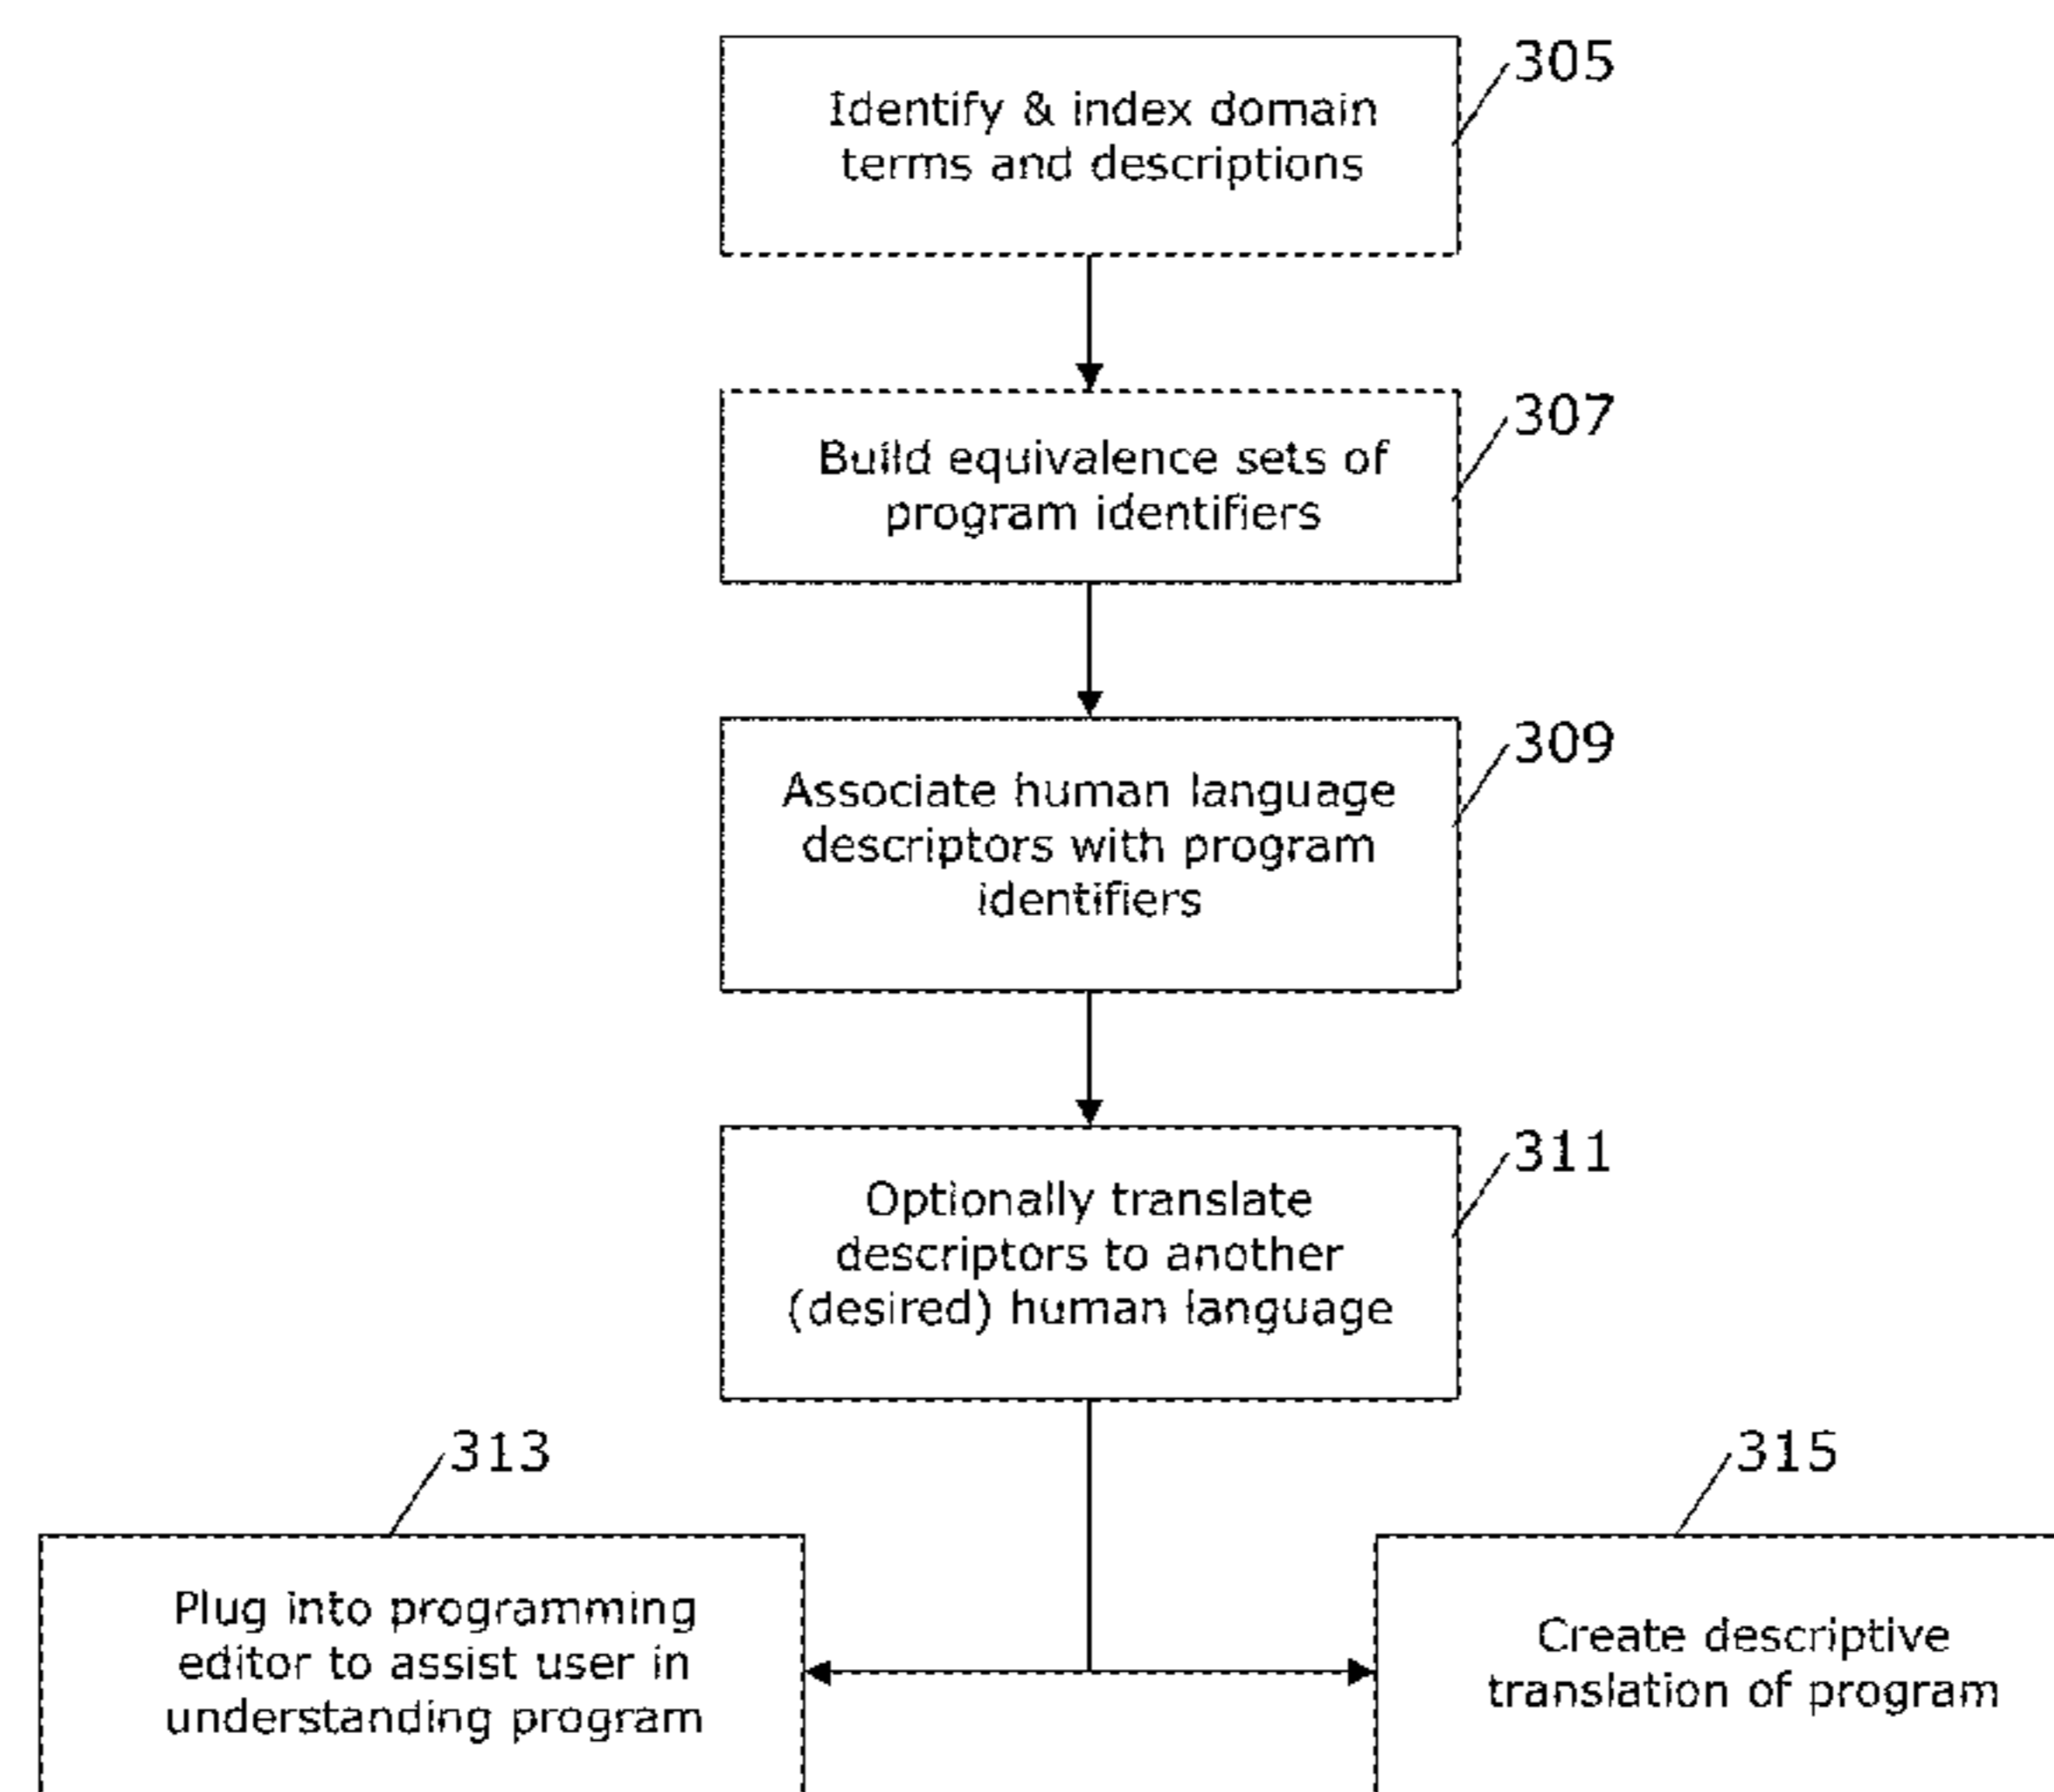 305
Identify & index domain
terms and descriptions
307
Build equivalence sets of
program identifiers
309
Associate human language
descriptors with program
identifiers
311
Optionally translate
descriptors to another
(desired) human language
313
315
Plug into programming
editor to assist user in
understanding program
Create descriptive
translation of program